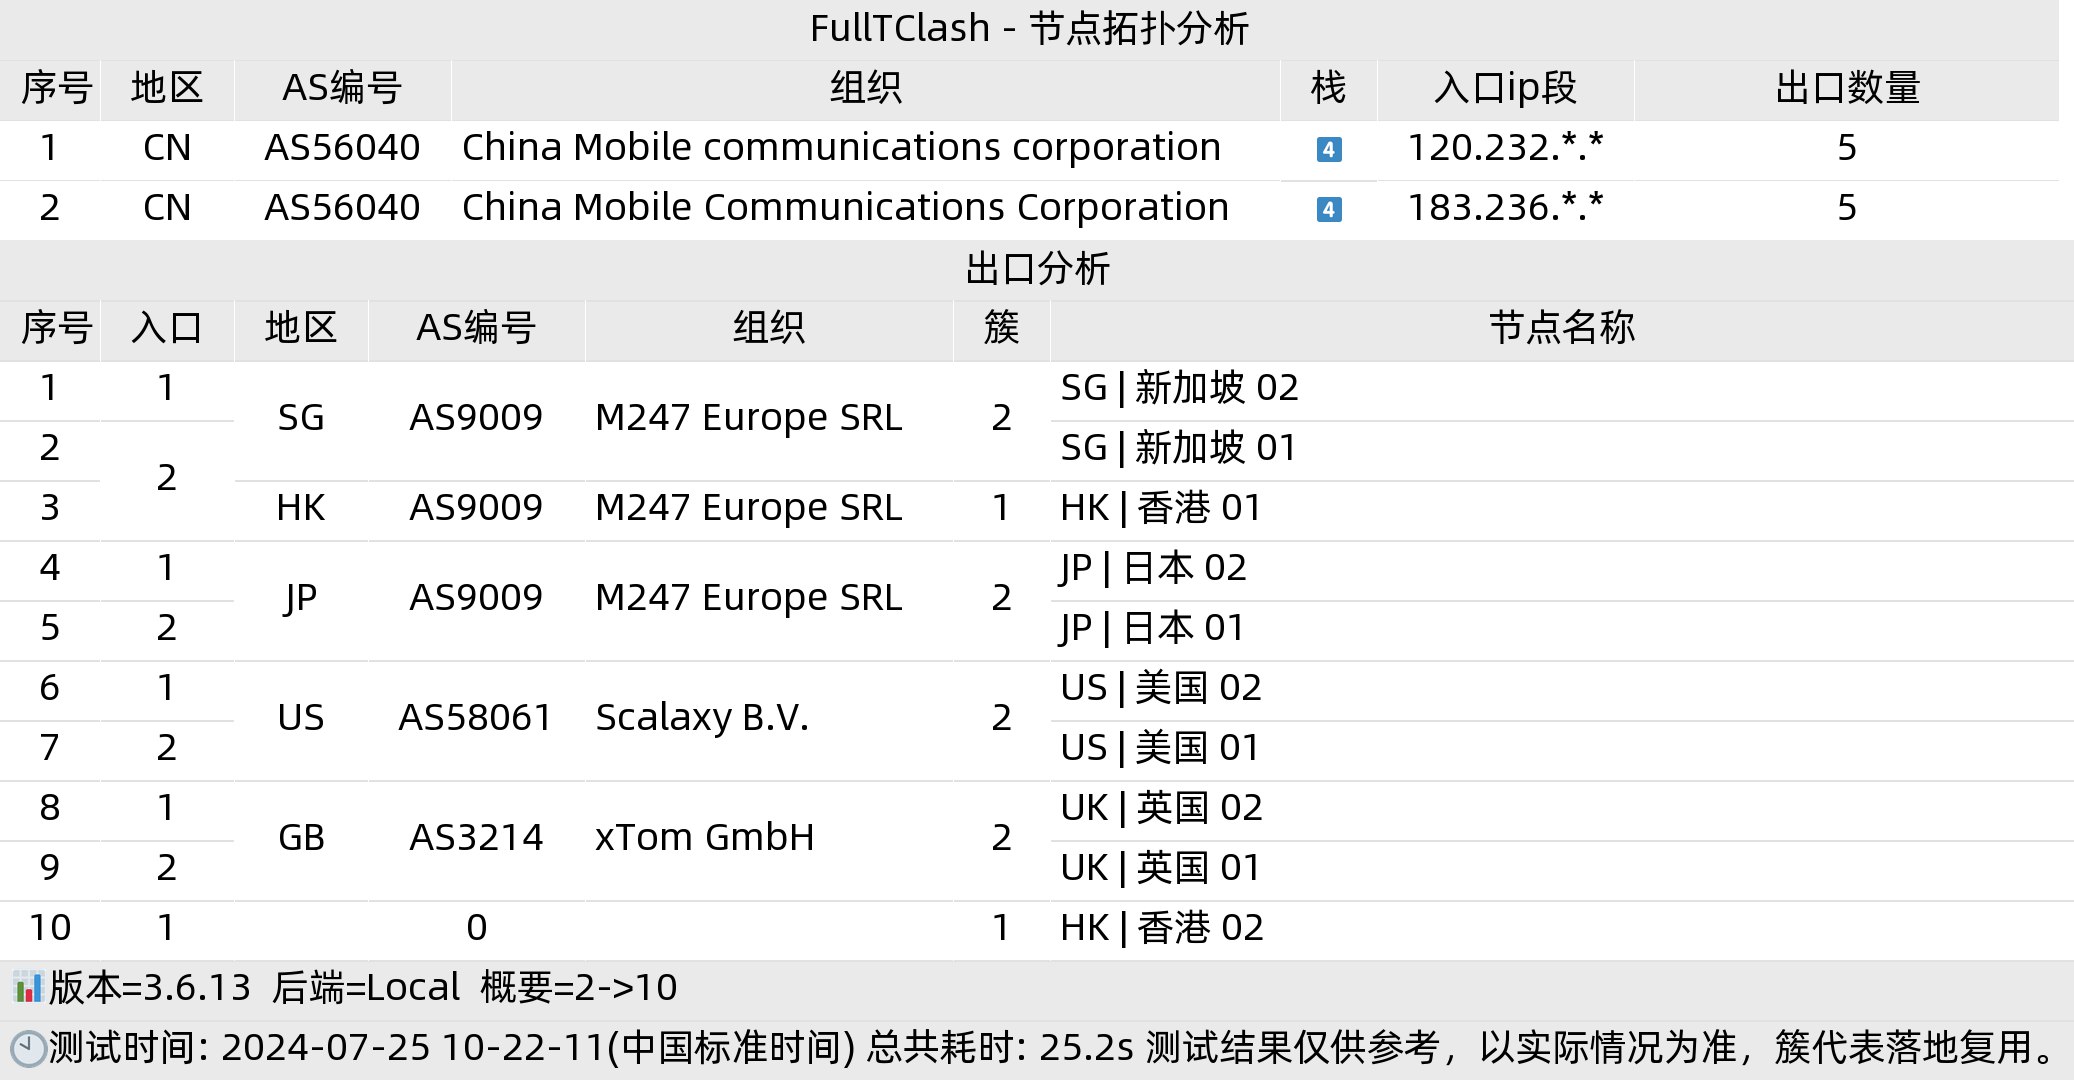 FullTClash - 节点拓扑分析
序号 地区 AS编号 组织 栈 入口ip段 出口数量
1 CN AS56040 China Mobile communications corporation 4 120.232.*.* 5
2 CN AS56040 China Mobile Communications Corporation 4 183.236.*.* 5
出口分析
序号 入口 地区 AS编号 组织 簇 节点名称
1 1 SG AS9009 M247 Europe SRL 2 SG | 新加坡 02
2 2 SG | 新加坡 01
3 HK AS9009 M247 Europe SRL 1 HK | 香港 01
4 1 JP AS9009 M247 Europe SRL 2 JP | 日本 02
5 2 JP | 日本 01
6 1 US AS58061 Scalaxy B.V. 2 US | 美国 02
7 2 US | 美国 01
8 1 GB AS3214 xTom GmbH 2 UK | 英国 02
9 2 UK | 英国 01
10 1 0 1 HK | 香港 02
版本=3.6.13 后端=Local 概要=2->10
测试时间: 2024-07-25 10-22-11(中国标准时间) 总共耗时: 25.2s 测试结果仅供参考，以实际情况为准，簇代表落地复用。